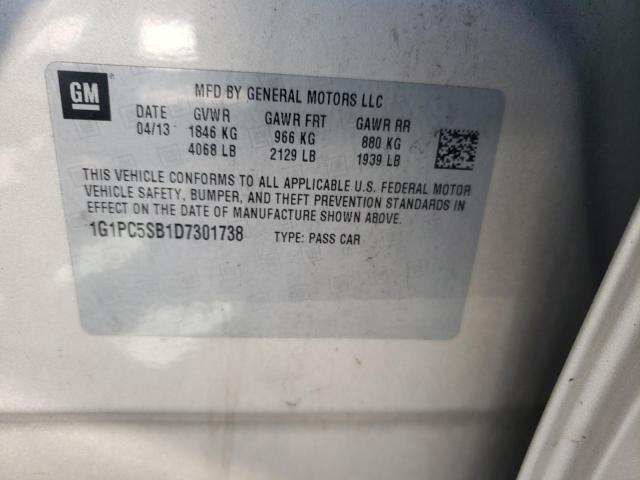 GM
®
MFD BY GENERAL MOTORS LLC
DATE GVWR GAWR FRT GAWR RR
04/13 1846 KG 966 KG 880 KG
4068 LB 2129 LB 1939 LB
THIS VEHICLE CONFORMS TO ALL APPLICABLE U.S. FEDERAL MOTOR
VEHICLE SAFETY, BUMPER, AND THEFT PREVENTION STANDARDS IN
EFFECT ON THE DATE OF MANUFACTURE SHOWN ABOVE.
1G1PC5SB1D7301738 TYPE: PASS CAR